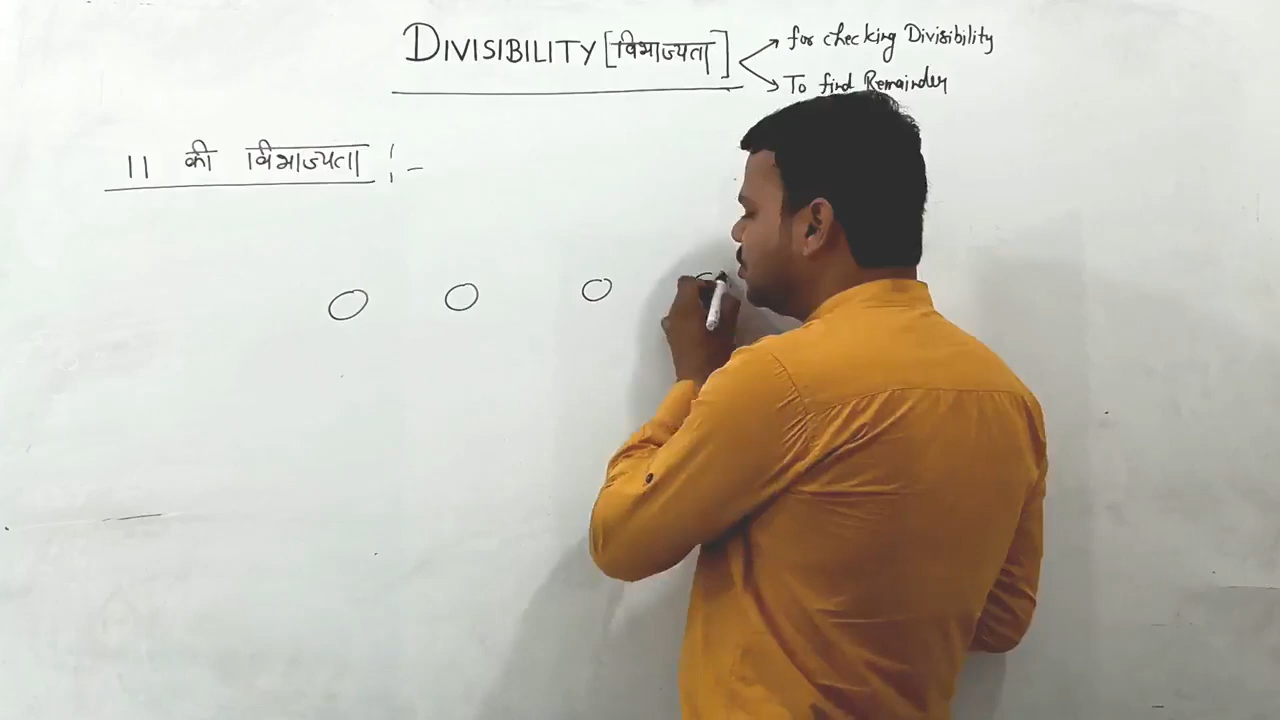 DIVISIBILITY [विभाज्यता]
for checking Divisibility
To find Remainder
11 की विभाज्यता :-
O O O